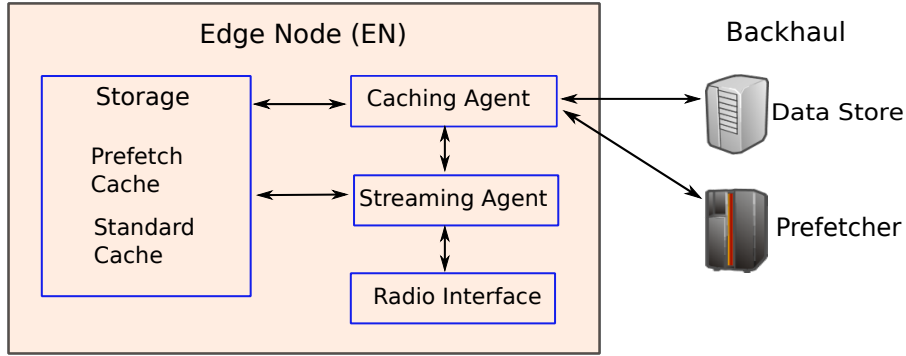 Edge Node (EN)
Backhaul
Storage
Prefetch
Cache
Standard
Cache
Caching Agent
Streaming Agent
Radio Interface
Data Store
Prefetcher